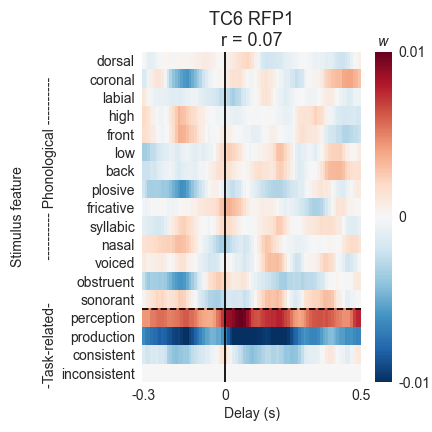 TC6 RFP1
r = 0.07
w
dorsal
coronal
labial
high
front
low
back
plosive
fricative
syllabic
nasal
voiced
obstruent
sonorant
perception
production
consistent
inconsistent
Stimulus feature
-Task-related- ---------- Phonological ----------
0.01
0
-0.01
-0.3
0
0.5
Delay (s)